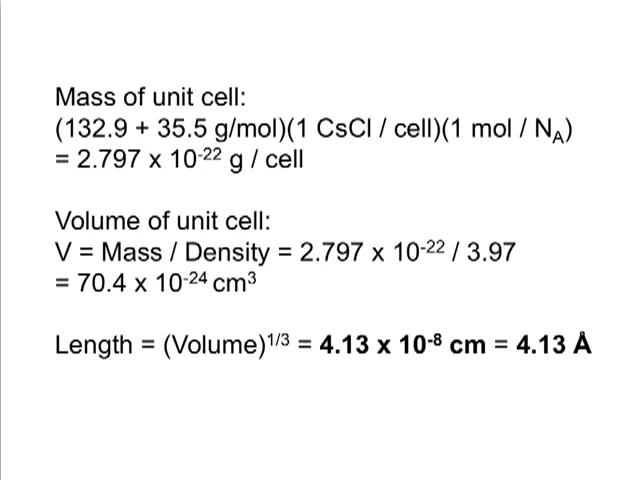 Mass of unit cell:
(132.9 + 35.5 g/mol)(1 CsCl / cell)(1 mol / N_A)
= 2.797 x 10⁻²² g / cell
Volume of unit cell:
V = Mass / Density = 2.797 x 10⁻²² / 3.97
= 70.4 x 10⁻²⁴ cm³
Length = (Volume)¹/³ = 4.13 x 10⁻⁸ cm = 4.13 Å